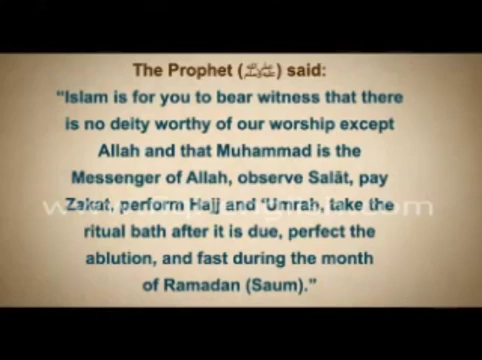 The Prophet (ﷺ) said:
“Islam is for you to bear witness that there
is no deity worthy of our worship except
Allah and that Muhammad is the
Messenger of Allah, observe Salāt, pay
Zakat, perform Hajj and ‘Umrah, take the
ritual bath after it is due, perfect the
ablution, and fast during the month
of Ramadan (Saum).”